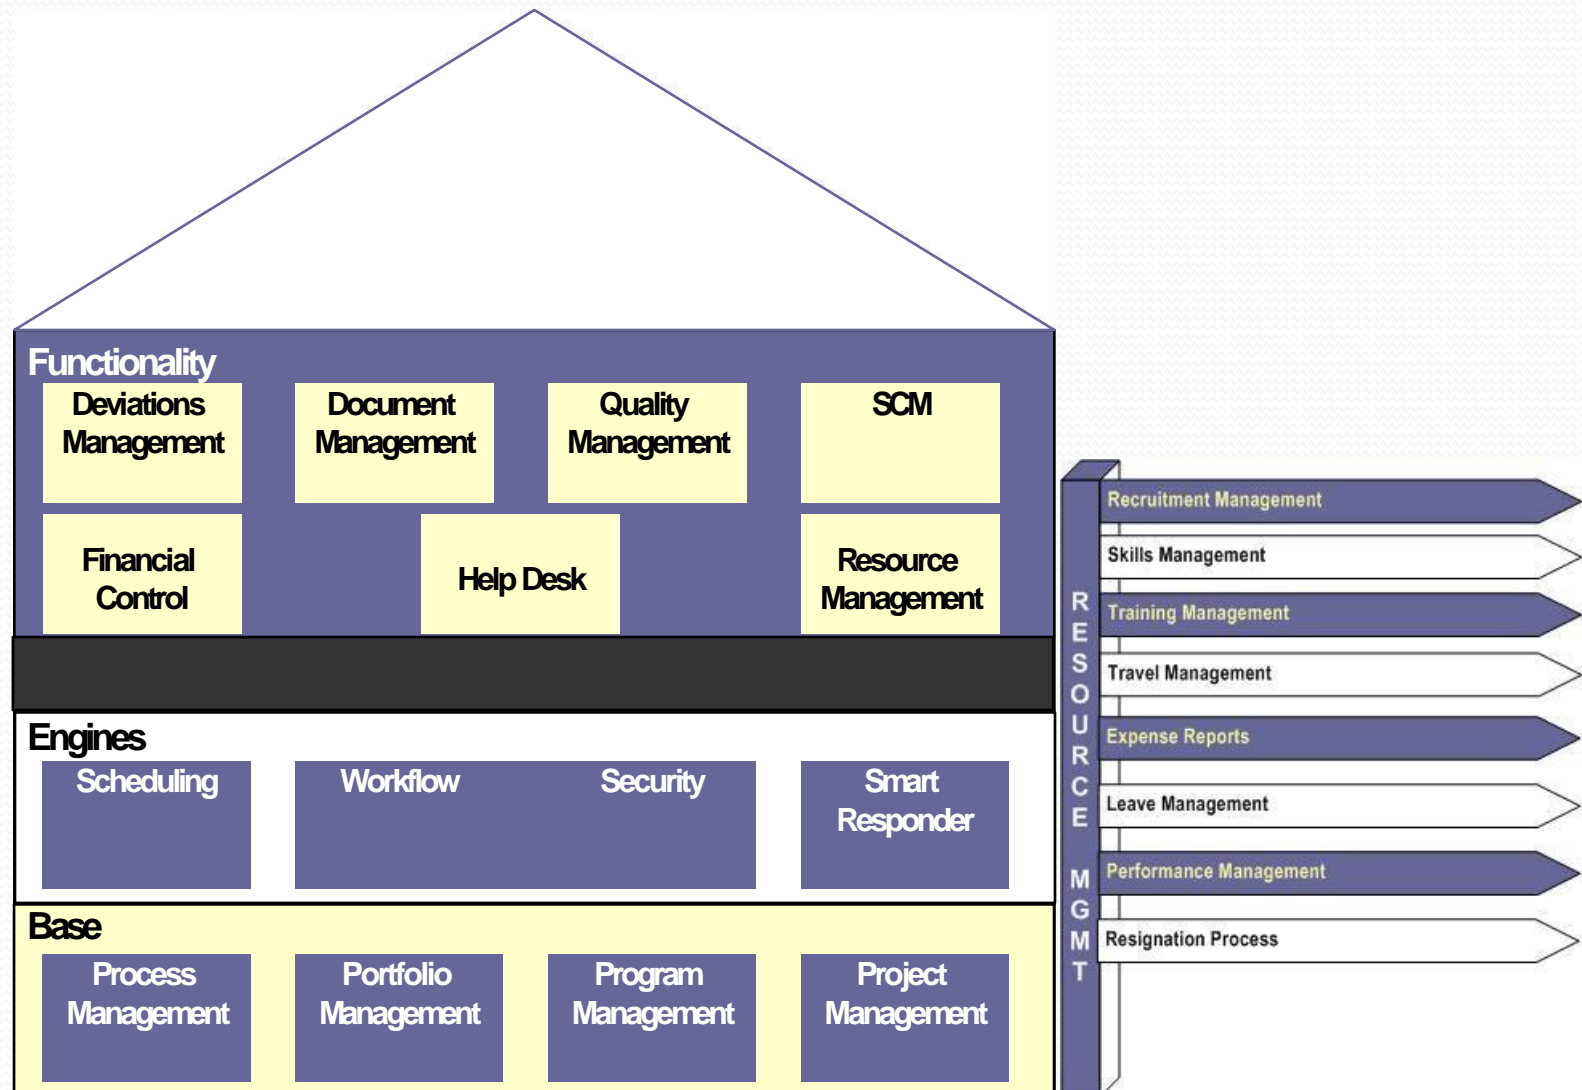 Functionality
Deviations
Management
Document
Management
Quality
Management
SCM
Financial
Control
Help Desk
Resource
Management
Engines
Scheduling
Workflow
Security
Smart
Responder
Base
Process
Management
Portfolio
Management
Program
Management
Project
Management
RESOURCE MGMT
Recruitment Management
Skills Management
Training Management
Travel Management
Expense Reports
Leave Management
Performance Management
Resignation Process